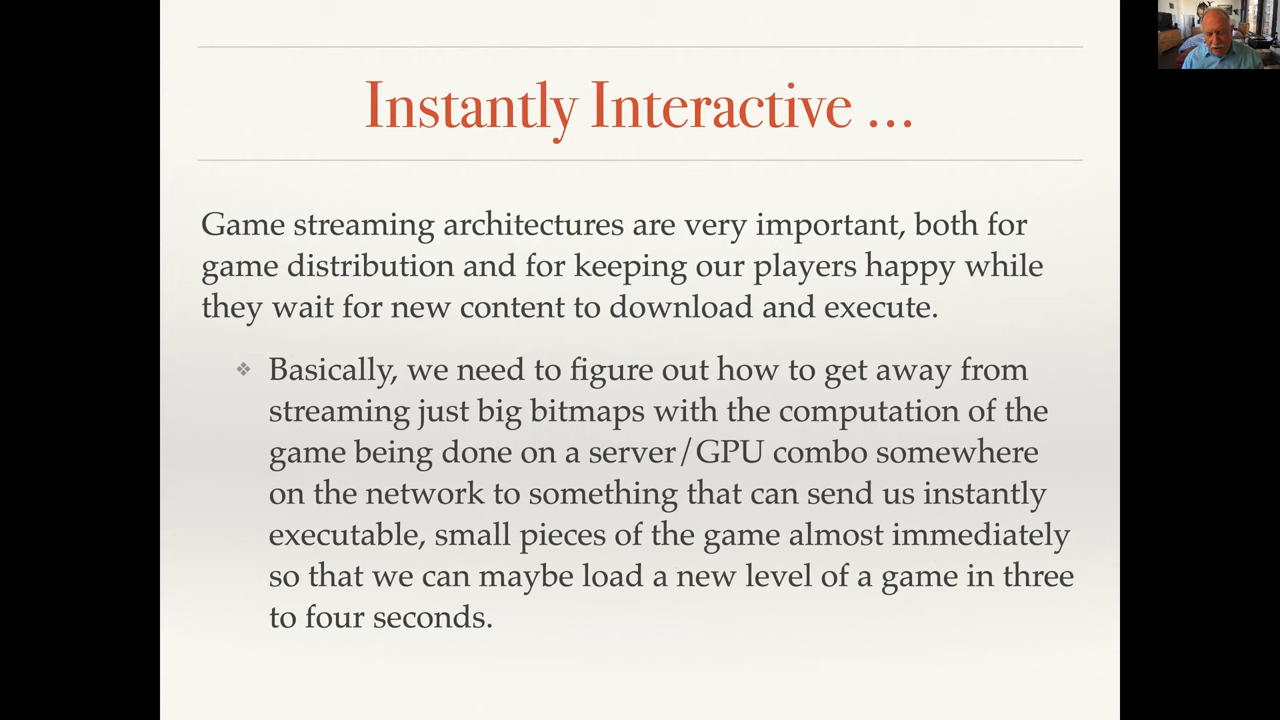 Instantly Interactive ...
Game streaming architectures are very important, both for
game distribution and for keeping our players happy while
they wait for new content to download and execute.
❖ Basically, we need to figure out how to get away from
streaming just big bitmaps with the computation of the
game being done on a server/GPU combo somewhere
on the network to something that can send us instantly
executable, small pieces of the game almost immediately
so that we can maybe load a new level of a game in three
to four seconds.